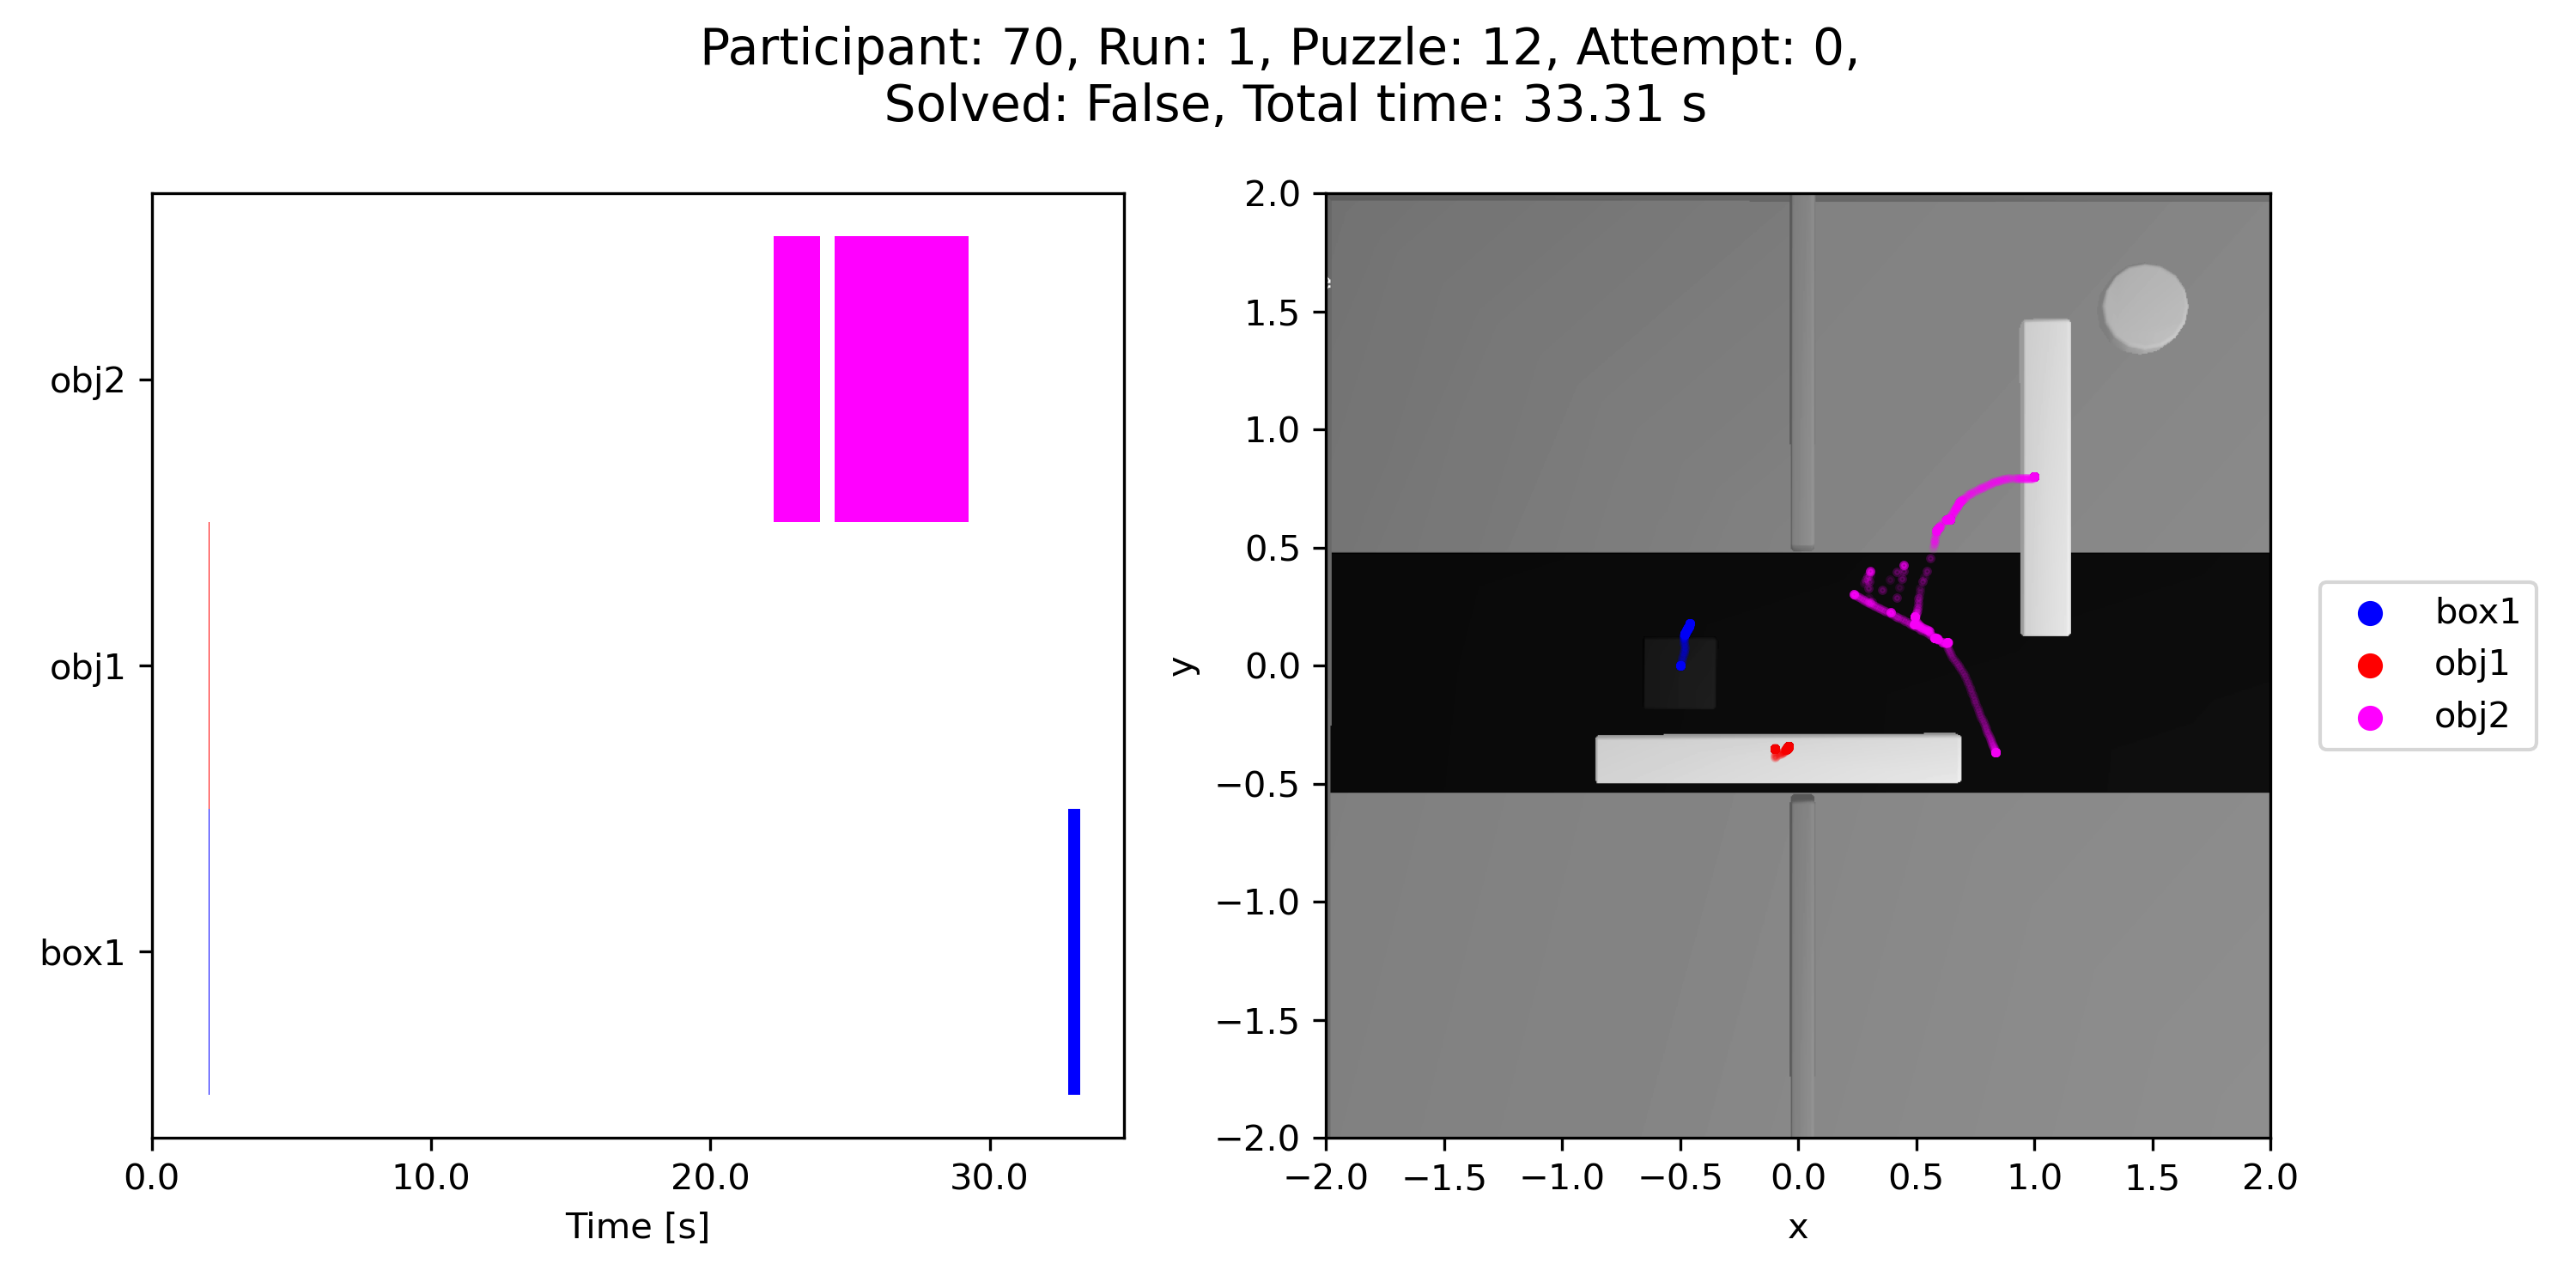 Participant: 70, Run: 1, Puzzle: 12, Attempt: 0,
Solved: False, Total time: 33.31 s
obj2
obj1
box1
0.0 10.0 20.0 30.0
Time [s]
2.0
1.5
1.0
0.5
0.0
−0.5
−1.0
−1.5
−2.0
y
−2.0 −1.5 −1.0 −0.5 0.0 0.5 1.0 1.5 2.0
x
box1
obj1
obj2